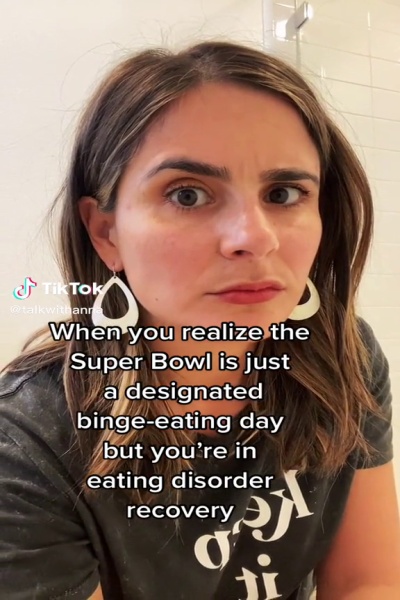 TikTok
@talkwithanna
When you realize the
Super Bowl is just
a designated
binge-eating day
but you're in
eating disorder
recovery
keep
it